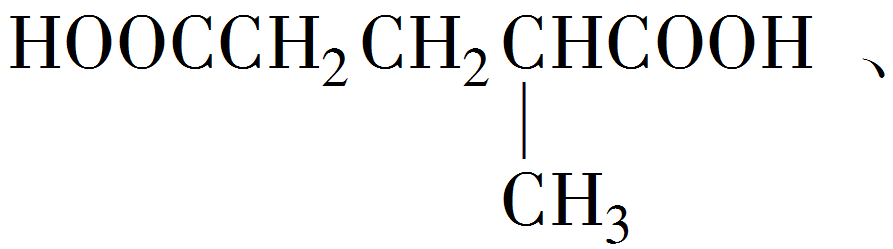 HOOCCH₂CH₂CHCOOH 、
|
CH₃